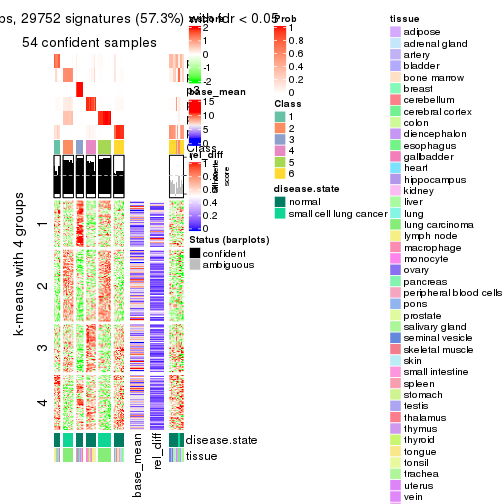 ps, 29752 signatures (57.3%) with fdr < 0.05
54 confident samples
k-means with 4 groups
1
2
3
4
base_mean
rel_diff
disease.state
tissue
2
1
0
-1
-2
base_mean
15
10
5
0
rel_diff
1
0.8
0.4
0.2
0
Status (barplots)
confident
ambiguous
Prob
1
0.8
0.6
0.4
0.2
0
Class
1
2
3
4
5
6
disease.state
normal
small cell lung cancer
tissue
adipose
adrenal gland
artery
bladder
bone marrow
breast
cerebellum
cerebral cortex
colon
diencephalon
esophagus
gallbadder
heart
hippocampus
kidney
liver
lung
lung carcinoma
lymph node
macrophage
monocyte
ovary
pancreas
peripheral blood cells
pons
prostate
salivary gland
seminal vesicle
skeletal muscle
skin
small intestine
spleen
stomach
testis
thalamus
thymus
thyroid
tongue
tonsil
trachea
uterus
vein